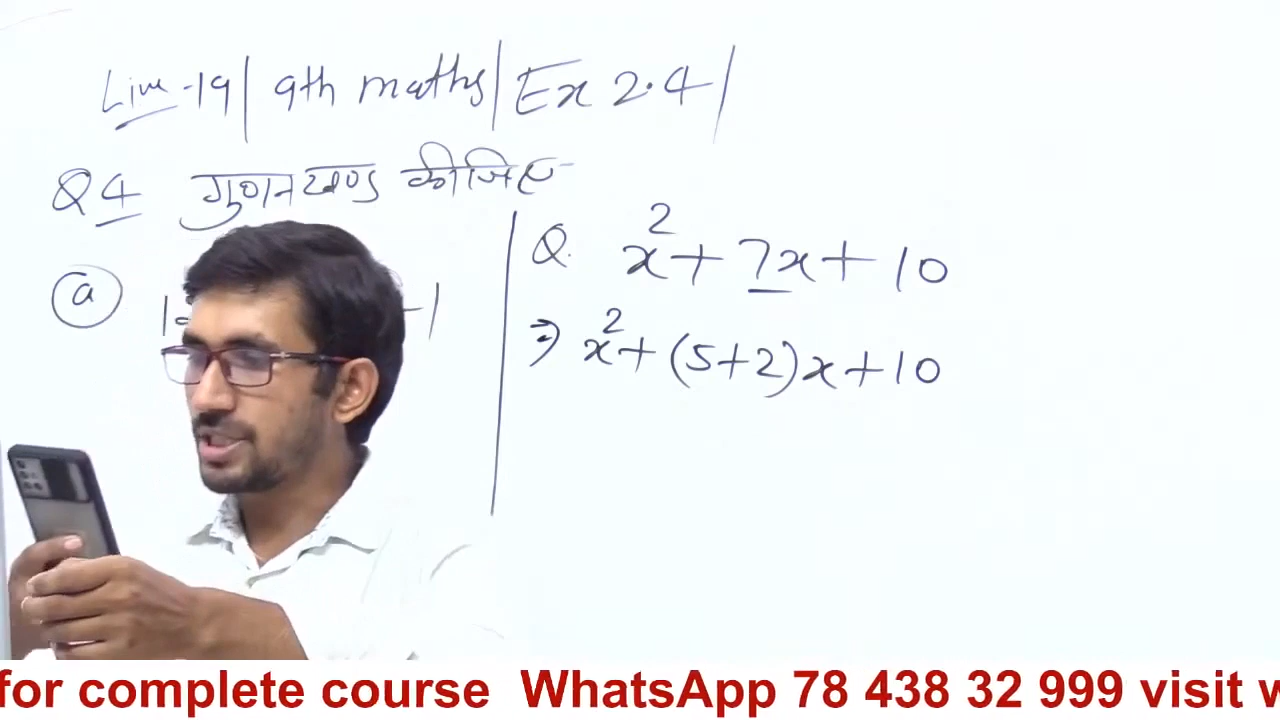 Live-19| 9th maths| Ex 2.4|
Q4 गुणनखण्ड कीजिए
(a)
Q. x² + 7x + 10
⇒ x² + (5+2)x + 10
for complete course WhatsApp 78 438 32 999 visit